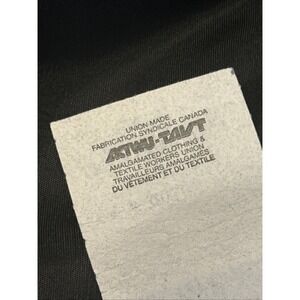 UNION MADE
FABRICATION SYNDICALE CANADA
ACTWU-TAVT
AMALGAMATED CLOTHING &
TEXTILE WORKERS UNION
TRAVAILLEURS AMALGAMÉS
DU VÊTEMENT ET DU TEXTILE